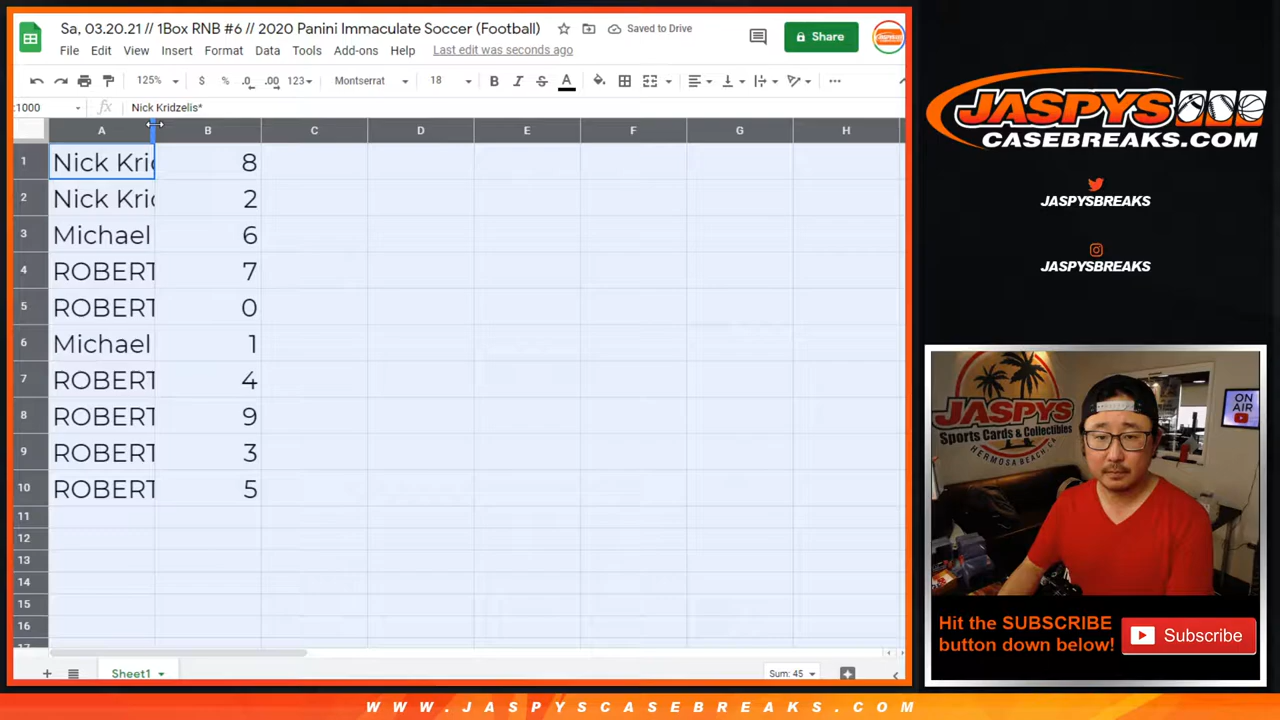 Sa, 03.20.21 // 1Box RNB #6 // 2020 Panini Immaculate Soccer (Football)
Saved to Drive
Share
File Edit View Insert Format Data Tools Add-ons Help Last edit was seconds ago
125% $ % .0 .00 123 Montserrat 18 B I S A
:1000 fx Nick Kridzelis*
A B C D E F G H
1 Nick Krid 8
2 Nick Krid 2
3 Michael 6
4 ROBERT 7
5 ROBERT 0
6 Michael 1
7 ROBERT 4
8 ROBERT 9
9 ROBERT 3
10 ROBERT 5
11
12
13
14
15
16
17
Sheet1
Sum: 45
JASPYS
CASEBREAKS.COM
JASPYSBREAKS
JASPYSBREAKS
JASPYS
Sports Cards & Collectibles
HERMOSA BEACH, CA
ON AIR
Hit the SUBSCRIBE
button down below!
Subscribe
WWW.JASPYSCASEBREAKS.COM